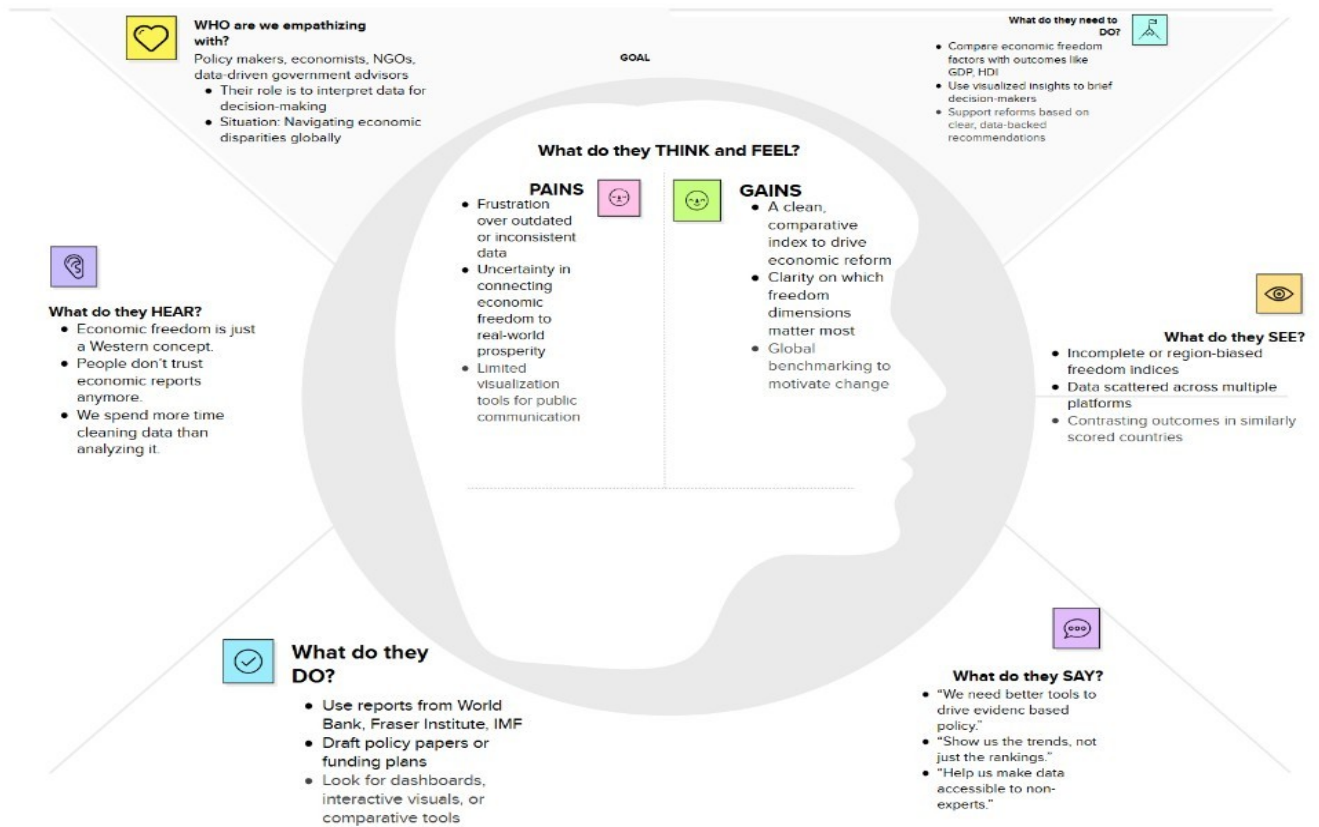 WHO are we empathizing
with?
Policy makers, economists, NGOs,
data-driven government advisors
• Their role is to interpret data for
decision-making
• Situation: Navigating economic
disparities globally
GOAL
What do they need to
DO?
• Compare economic freedom
factors with outcomes like
GDP, HDI
• Use visualized insights to brief
decision-makers
• Support reforms based on
clear, data-backed
recommendations
What do they THINK and FEEL?
PAINS
• Frustration
over outdated
or inconsistent
data
• Uncertainty in
connecting
economic
freedom to
real-world
prosperity
• Limited
visualization
tools for public
communication
GAINS
• A clean,
comparative
index to drive
economic reform
• Clarity on which
freedom
dimensions
matter most
• Global
benchmarking to
motivate change
What do they HEAR?
• Economic freedom is just
a Western concept.
• People don't trust
economic reports
anymore.
• We spend more time
cleaning data than
analyzing it.
What do they SEE?
• Incomplete or region-biased
freedom indices
• Data scattered across multiple
platforms
• Contrasting outcomes in similarly
scored countries
What do they
DO?
• Use reports from World
Bank, Fraser Institute, IMF
• Draft policy papers or
funding plans
• Look for dashboards,
interactive visuals, or
comparative tools
What do they SAY?
• "We need better tools to
drive evidenc based
policy."
• "Show us the trends, not
just the rankings."
• "Help us make data
accessible to non-
experts."